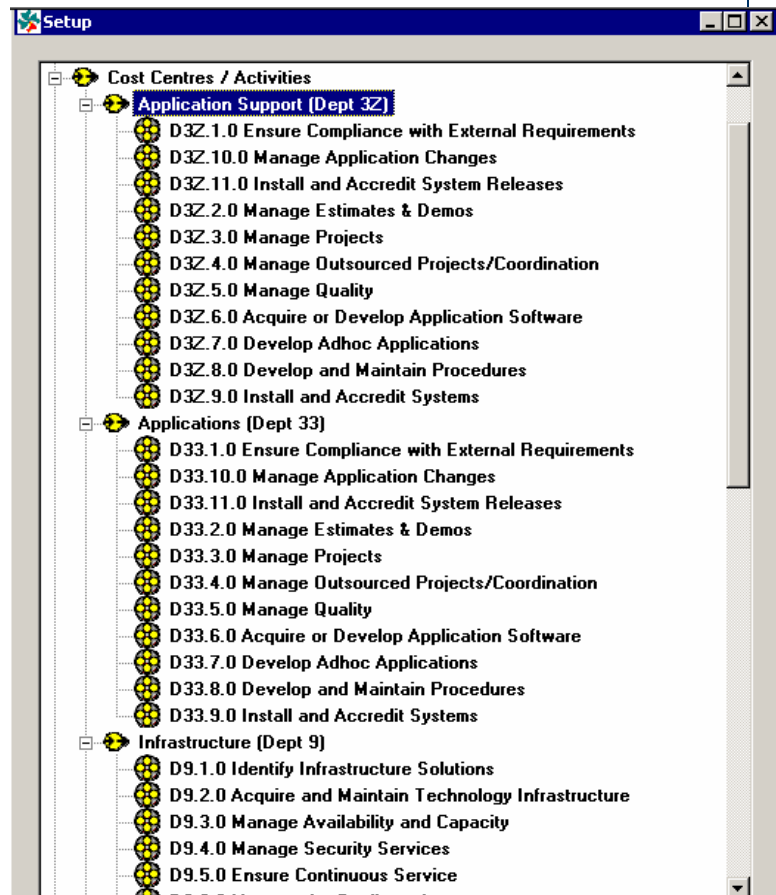 Setup
Cost Centres / Activities
Application Support (Dept 3Z)
D3Z.1.0 Ensure Compliance with External Requirements
D3Z.10.0 Manage Application Changes
D3Z.11.0 Install and Accredit System Releases
D3Z.2.0 Manage Estimates & Demos
D3Z.3.0 Manage Projects
D3Z.4.0 Manage Outsourced Projects/Coordination
D3Z.5.0 Manage Quality
D3Z.6.0 Acquire or Develop Application Software
D3Z.7.0 Develop Adhoc Applications
D3Z.8.0 Develop and Maintain Procedures
D3Z.9.0 Install and Accredit Systems
Applications (Dept 33)
D33.1.0 Ensure Compliance with External Requirements
D33.10.0 Manage Application Changes
D33.11.0 Install and Accredit System Releases
D33.2.0 Manage Estimates & Demos
D33.3.0 Manage Projects
D33.4.0 Manage Outsourced Projects/Coordination
D33.5.0 Manage Quality
D33.6.0 Acquire or Develop Application Software
D33.7.0 Develop Adhoc Applications
D33.8.0 Develop and Maintain Procedures
D33.9.0 Install and Accredit Systems
Infrastructure (Dept 9)
D9.1.0 Identify Infrastructure Solutions
D9.2.0 Acquire and Maintain Technology Infrastructure
D9.3.0 Manage Availability and Capacity
D9.4.0 Manage Security Services
D9.5.0 Ensure Continuous Service